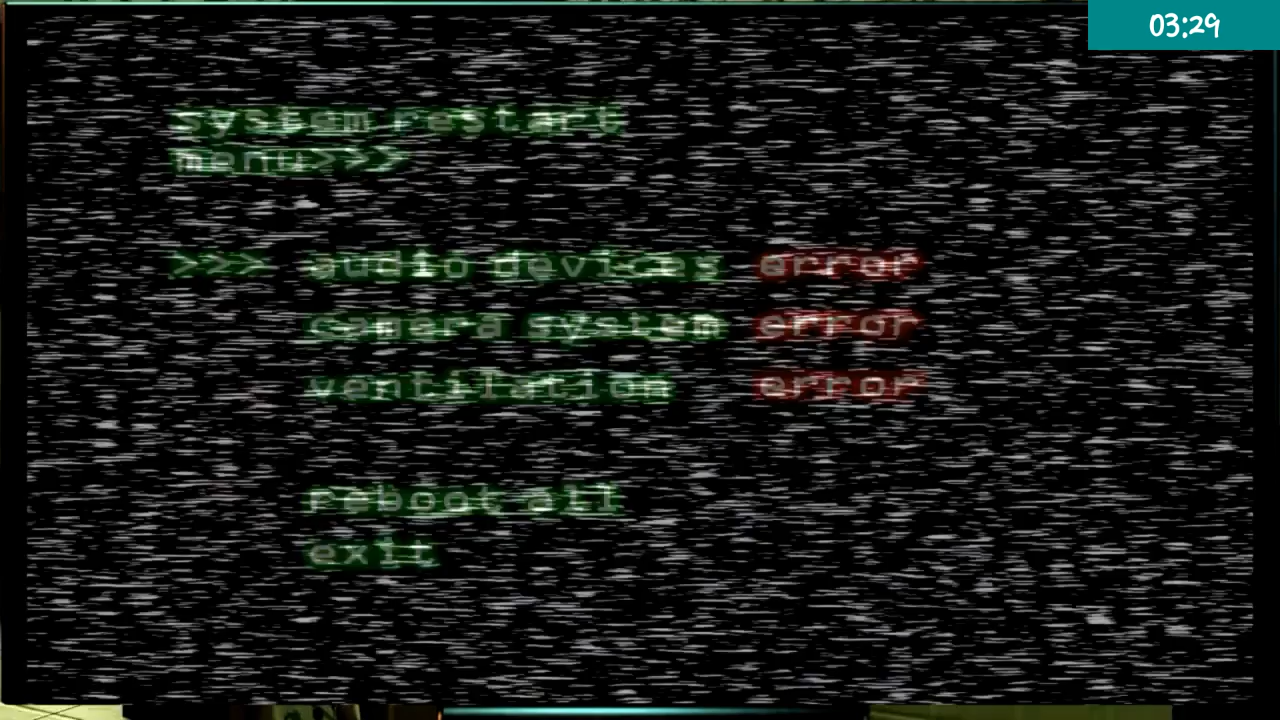 03:29
system restart
menu>>>
>>> audio devices error
camera system error
ventilation error
reboot all
exit